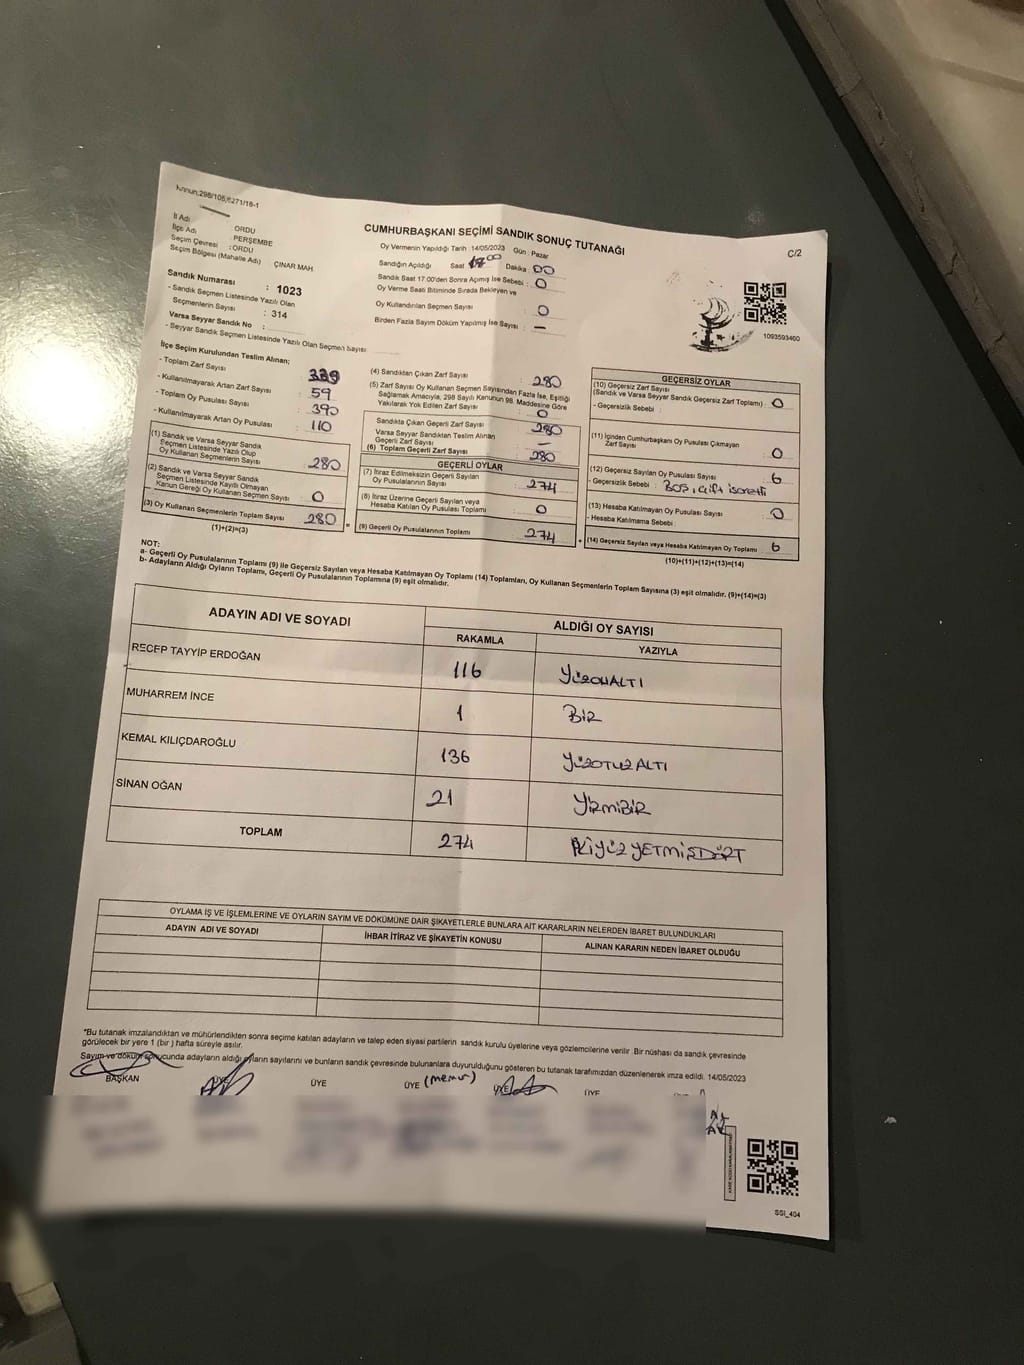 Kanun;298/105,6271/18-1
CUMHURBAŞKANI SEÇİMİ SANDIK SONUÇ TUTANAĞI
C/2
İl Adı : ORDU
İlçe Adı : PERŞEMBE
Seçim Çevresi : ORDU
Seçim Bölgesi (Mahalle Adı) : ÇINAR MAH.
Sandık Numarası : 1023
- Sandık Seçmen Listesinde Yazılı Olan
Seçmenlerin Sayısı : 314
Varsa Seyyar Sandık No :
- Seyyar Sandık Seçmen Listesinde Yazılı Olan Seçmen Sayısı
Oy Vermenin Yapıldığı Tarih : 14/05/2023 Gün : Pazar
Sandığın Açıldığı Saat Dakika : 00
Sandık Saat 17:00'den Sonra Açılmış İse Sebebi : 0
Oy Verme Saati Bitiminde Sırada Bekleyen ve
Oy Kullandırılan Seçmen Sayısı : 0
Birden Fazla Sayım Döküm Yapılmış İse Sayısı : —
1093593460
İlçe Seçim Kurulundan Teslim Alınan;
- Toplam Zarf Sayısı :
- Kullanılmayarak Artan Zarf Sayısı : 59
- Toplam Oy Pusulası Sayısı : 390
- Kullanılmayarak Artan Oy Pusulası : 110
(1) Sandık ve Varsa Seyyar Sandık
Seçmen Listesinde Yazılı Olup
Oy Kullanan Seçmenlerin Sayısı : 280
(2) Sandık ve Varsa Seyyar Sandık
Seçmen Listesinde Kayıtlı Olmayan
Kanun Gereği Oy Kullanan Seçmen Sayısı : 0
(3) Oy Kullanan Seçmenlerin Toplam Sayısı 280
(1)+(2)=(3)
(4) Sandıktan Çıkan Zarf Sayısı : 280
(5) Zarf Sayısı Oy Kullanan Seçmen Sayısından Fazla İse, Eşitliği
Sağlamak Amacıyla, 298 Sayılı Kanunun 98. Maddesine Göre
Yakılarak Yok Edilen Zarf Sayısı : 0
Sandıkta Çıkan Geçerli Zarf Sayısı : 280
Varsa Seyyar Sandıktan Teslim Alınan
Geçerli Zarf Sayısı : —
(6) Toplam Geçerli Zarf Sayısı : 280
GEÇERLİ OYLAR
(7) İtiraz Edilmeksizin Geçerli Sayılan
Oy Pusulasının Sayısı : 274
(8) İtiraz Üzerine Geçerli Sayılan veya
Hesaba Katılan Oy Pusulası Toplamı : 0
(9) Geçerli Oy Pusulalarının Toplamı : 274
GEÇERSİZ OYLAR
(10) Geçersiz Zarf Sayısı
(Sandık ve Varsa Seyyar Sandık Geçersiz Zarf Toplamı) : 0
- Geçersizlik Sebebi :
(11) İçinden Cumhurbaşkanı Oy Pusulası Çıkmayan
Zarf Sayısı : 0
(12) Geçersiz Sayılan Oy Pusulası Sayısı : 6
- Geçersizlik Sebebi : BOŞ, Çift işaretli
(13) Hesaba Katılmayan Oy Pusulası Sayısı : 0
- Hesaba Katılmama Sebebi :
(14) Geçersiz Sayılan veya Hesaba Katılmayan Oy Toplamı 6
(10)+(11)+(12)+(13)=(14)
NOT:
a- Geçerli Oy Pusulalarının Toplamı (9) ile Geçersiz Sayılan veya Hesaba Katılmayan Oy Toplamı (14) Toplamları, Oy Kullanan Seçmenlerin Toplam Sayısına (3) eşit olmalıdır. (9)+(14)=(3)
b- Adayların Aldığı Oyların Toplamı, Geçerli Oy Pusulalarının Toplamına (9) eşit olmalıdır.
ADAYIN ADI VE SOYADI ALDIĞI OY SAYISI
RAKAMLA YAZIYLA
RECEP TAYYİP ERDOĞAN 116 YÜZONALTI
MUHARREM İNCE 1 BİR
KEMAL KILIÇDAROĞLU 136 YÜZOTUZALTI
SİNAN OĞAN 21 YİRMİBİR
TOPLAM 274 İKİYÜZYETMİŞDÖRT
OYLAMA İŞ VE İŞLEMLERİNE VE OYLARIN SAYIM VE DÖKÜMÜNE DAİR ŞİKAYETLERLE BUNLARA AİT KARARLARIN NELERDEN İBARET BULUNDUKLARI
ADAYIN ADI VE SOYADI İHBAR İTİRAZ VE ŞİKAYETİN KONUSU ALINAN KARARIN NEDEN İBARET OLDUĞU
*Bu tutanak imzalandıktan ve mühürlendikten sonra seçime katılan adayların ve talep eden siyasi partilerin sandık kurulu üyelerine veya gözlemcilerine verilir. Bir nüshası da sandık çevresinde
görülecek bir yere 1 (bir) hafta süreyle asılır.
Sayım ve döküm sonucunda adayların aldığı oyların sayılarını ve bunların sandık çevresinde bulunanlara duyurulduğunu gösteren bu tutanak tarafımızdan düzenlenerek imza edildi. 14/05/2023
BAŞKAN ÜYE ÜYE ÜYE (memur) ÜYE ÜYE
SSI_404